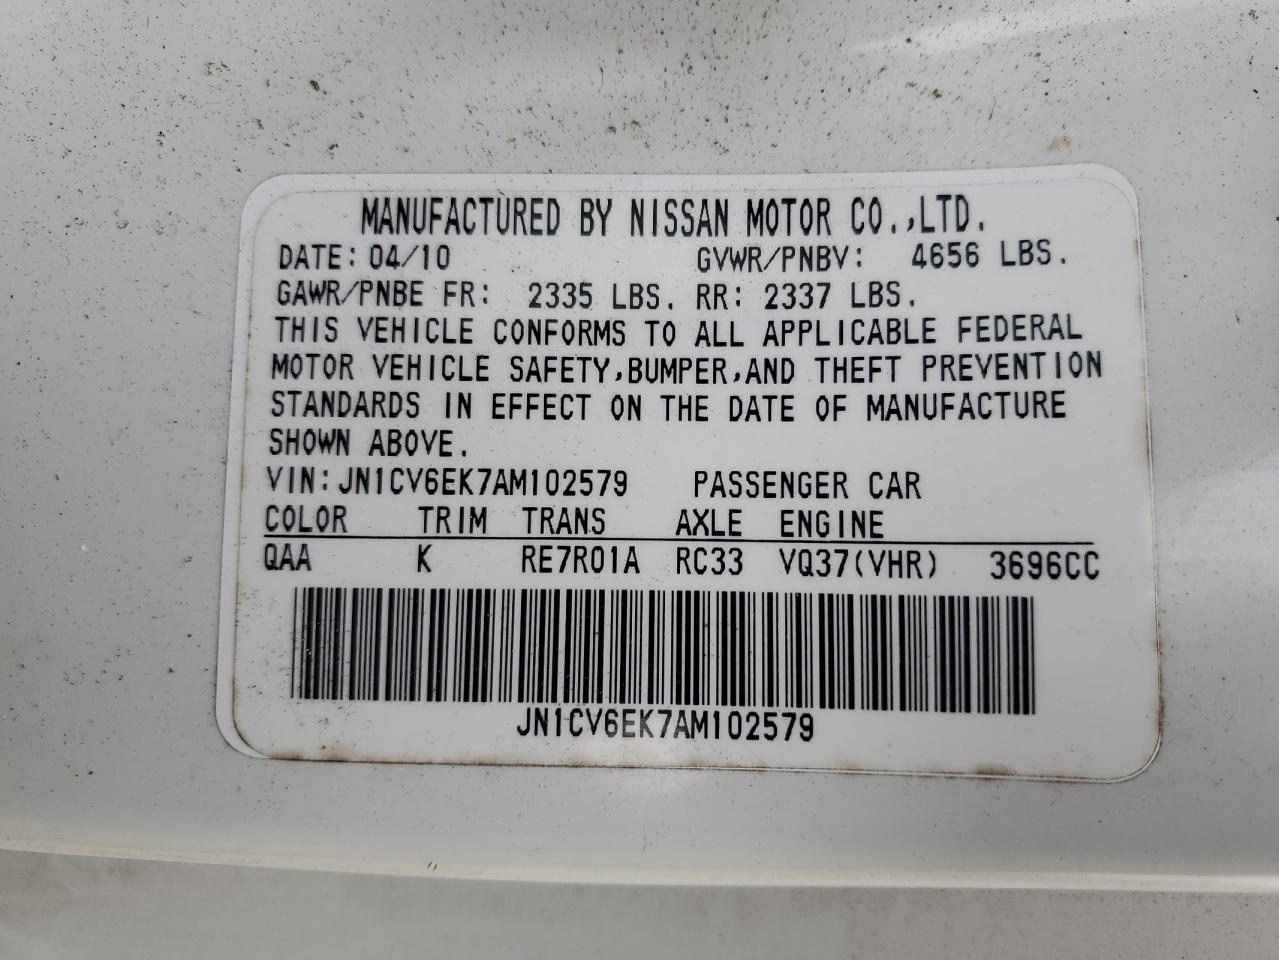 MANUFACTURED BY NISSAN MOTOR CO.,LTD.
DATE: 04/10 GVWR/PNBV: 4656 LBS.
GAWR/PNBE FR: 2335 LBS. RR: 2337 LBS.
THIS VEHICLE CONFORMS TO ALL APPLICABLE FEDERAL
MOTOR VEHICLE SAFETY,BUMPER,AND THEFT PREVENTION
STANDARDS IN EFFECT ON THE DATE OF MANUFACTURE
SHOWN ABOVE.
VIN:JN1CV6EK7AM102579 PASSENGER CAR
COLOR TRIM TRANS AXLE ENGINE
QAA K RE7R01A RC33 VQ37(VHR) 3696CC
JN1CV6EK7AM102579